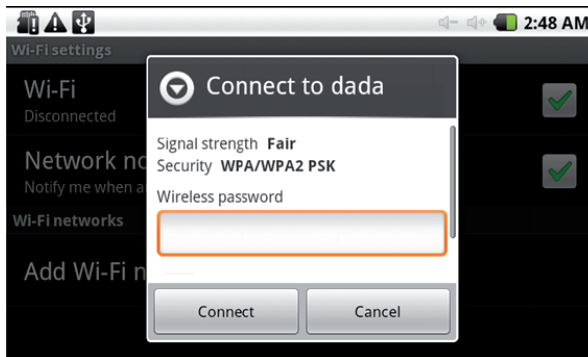 2:48 AM
Wi-Fi settings
Wi-Fi
Disconnected
Network no
Notify me when a
Wi-Fi networks
Add Wi-Fi n
Connect to dada
Signal strength Fair
Security WPA/WPA2 PSK
Wireless password
Connect
Cancel